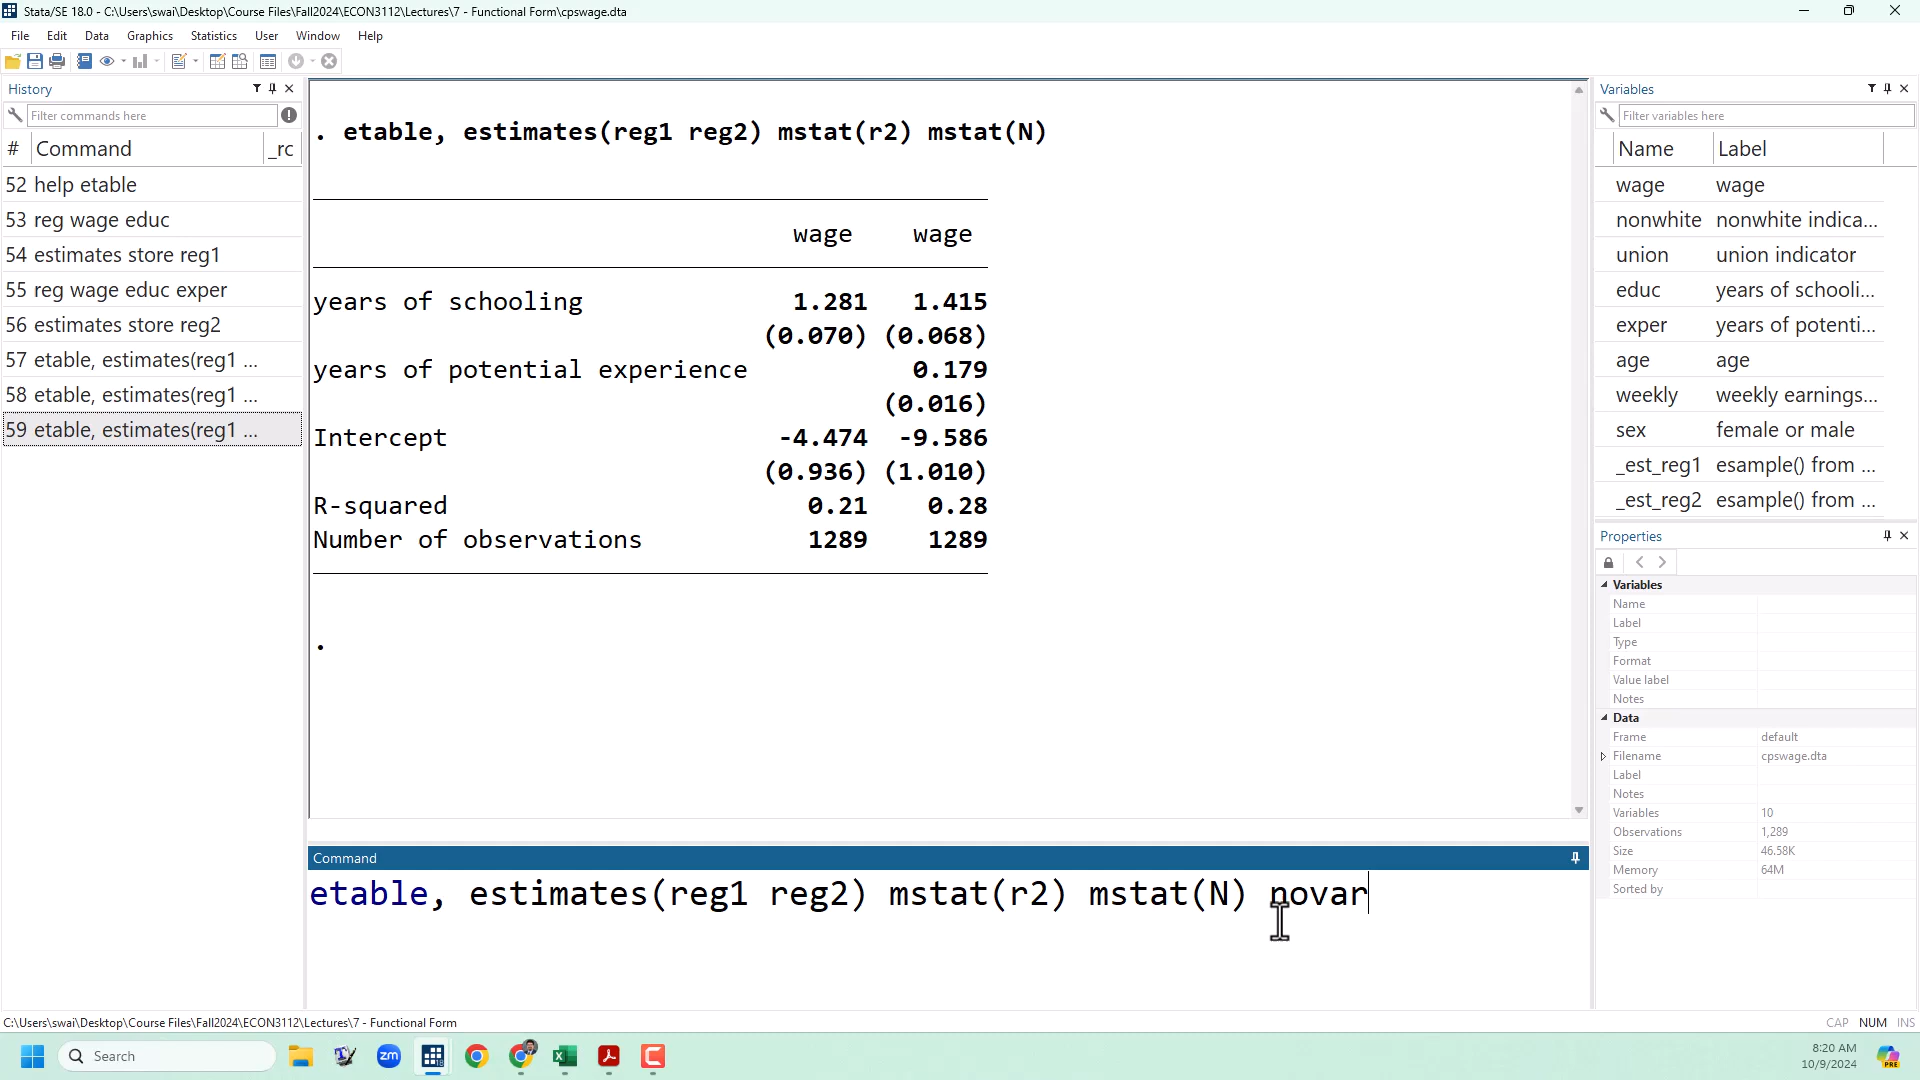 Stata/SE 18.0 - C:\Users\swai\Desktop\Course Files\Fall2024\ECON3112\Lectures\7 - Functional Form\cpswage.dta
File Edit Data Graphics Statistics User Window Help
History
Filter commands here
# Command _rc
52 help etable
53 reg wage educ
54 estimates store reg1
55 reg wage educ exper
56 estimates store reg2
57 etable, estimates(reg1 ...
58 etable, estimates(reg1 ...
59 etable, estimates(reg1 ...
. etable, estimates(reg1 reg2) mstat(r2) mstat(N)
wage wage
years of schooling 1.281 1.415
(0.070) (0.068)
years of potential experience 0.179
(0.016)
Intercept -4.474 -9.586
(0.936) (1.010)
R-squared 0.21 0.28
Number of observations 1289 1289
.
Command
etable, estimates(reg1 reg2) mstat(r2) mstat(N) novar
Variables
Filter variables here
Name Label
wage wage
nonwhite nonwhite indica...
union union indicator
educ years of schooli...
exper years of potenti...
age age
weekly weekly earnings...
sex female or male
_est_reg1 esample() from ...
_est_reg2 esample() from ...
Properties
Variables
Name
Label
Type
Format
Value label
Notes
Data
Frame default
Filename cpswage.dta
Label
Notes
Variables 10
Observations 1,289
Size 46.58K
Memory 64M
Sorted by
C:\Users\swai\Desktop\Course Files\Fall2024\ECON3112\Lectures\7 - Functional Form
CAP NUM INS
Search
zm
8:20 AM
10/9/2024
PRE